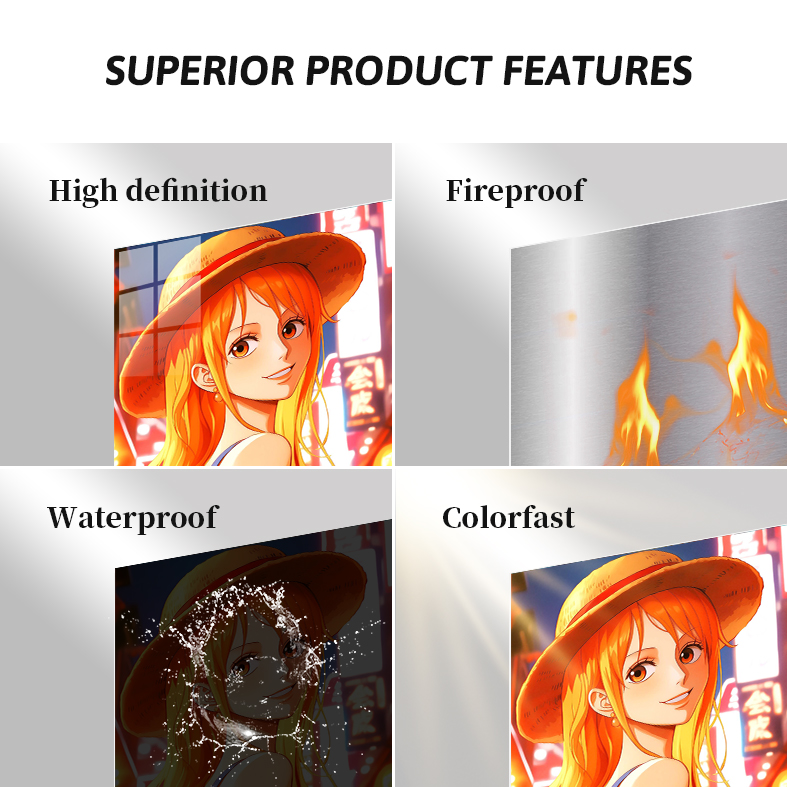 SUPERIOR PRODUCT FEATURES
High definition
Fireproof
Waterproof
Colorfast